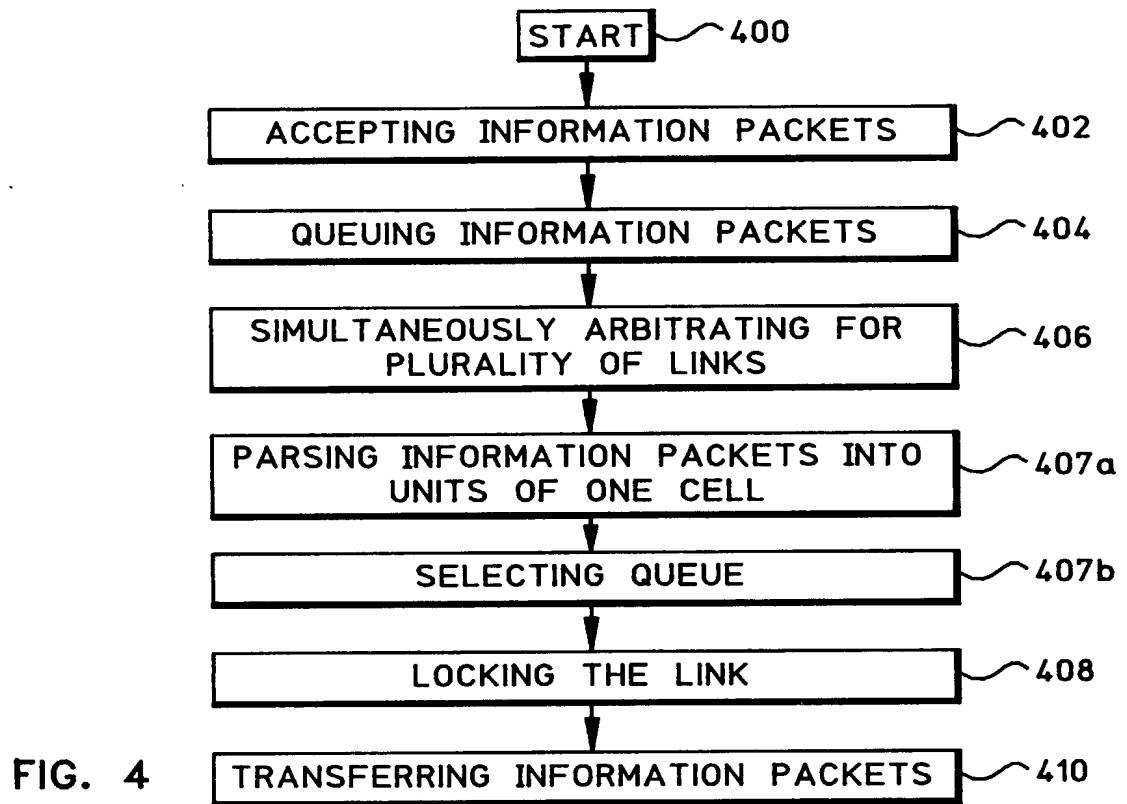 START 400
ACCEPTING INFORMATION PACKETS 402
QUEUING INFORMATION PACKETS 404
SIMULTANEOUSLY ARBITRATING FOR
PLURALITY OF LINKS 406
PARSING INFORMATION PACKETS INTO
UNITS OF ONE CELL 407a
SELECTING QUEUE 407b
LOCKING THE LINK 408
FIG. 4 TRANSFERRING INFORMATION PACKETS 410